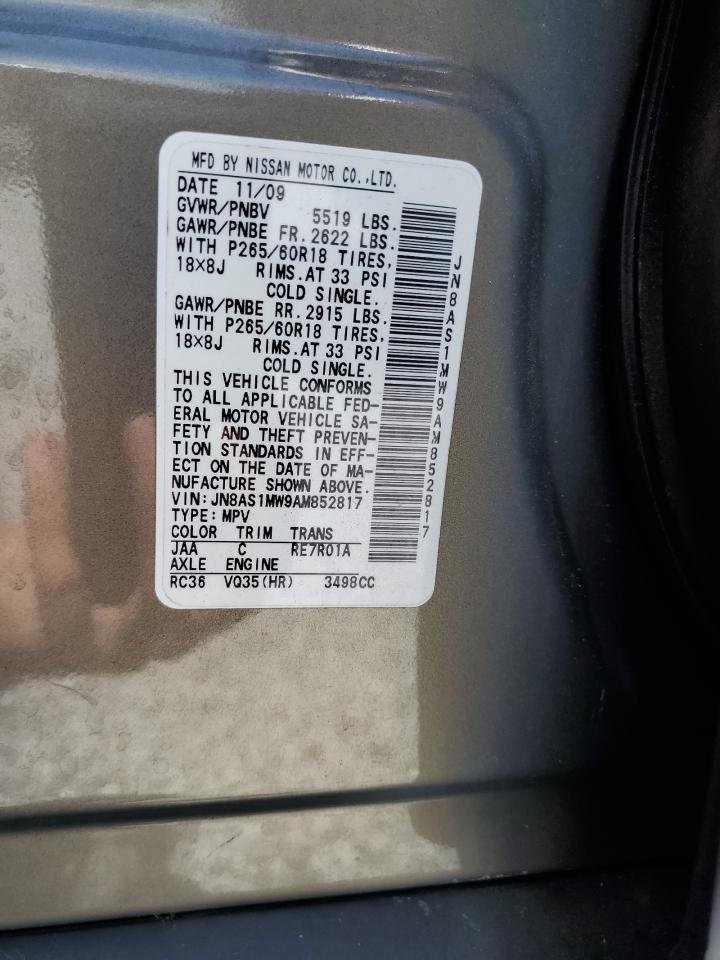 MFD BY NISSAN MOTOR CO.,LTD.
DATE 11/09
GVWR/PNBV 5519 LBS.
GAWR/PNBE FR.2622 LBS.
WITH P265/60R18 TIRES,
18X8J RIMS.AT 33 PSI
COLD SINGLE.
GAWR/PNBE RR.2915 LBS.
WITH P265/60R18 TIRES,
18X8J RIMS.AT 33 PSI
COLD SINGLE.
THIS VEHICLE CONFORMS
TO ALL APPLICABLE FED-
ERAL MOTOR VEHICLE SA-
FETY AND THEFT PREVEN-
TION STANDARDS IN EFF-
ECT ON THE DATE OF MA-
NUFACTURE SHOWN ABOVE.
VIN:JN8AS1MW9AM852817
TYPE:MPV
COLOR TRIM TRANS
JAA C RE7R01A
AXLE ENGINE
RC36 VQ35(HR) 3498CC
JN8AS1MW9AM852817